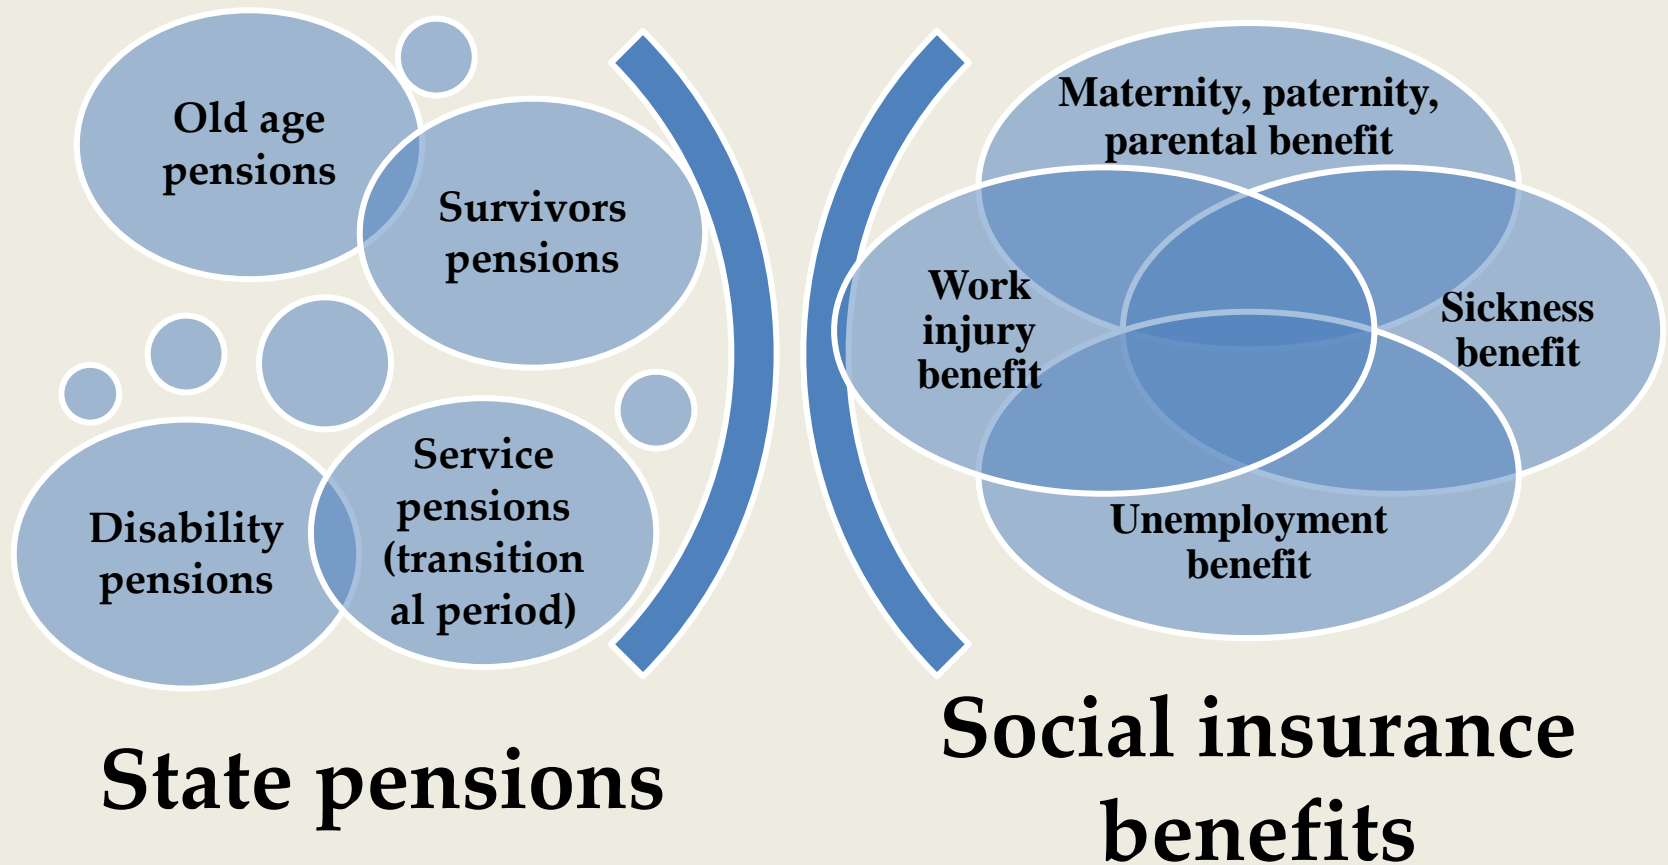 Old age
pensions
Survivors
pensions
Disability
pensions
Service
pensions
(transition
al period)
State pensions
Maternity, paternity,
parental benefit
Work
injury
benefit
Sickness
benefit
Unemployment
benefit
Social insurance
benefits